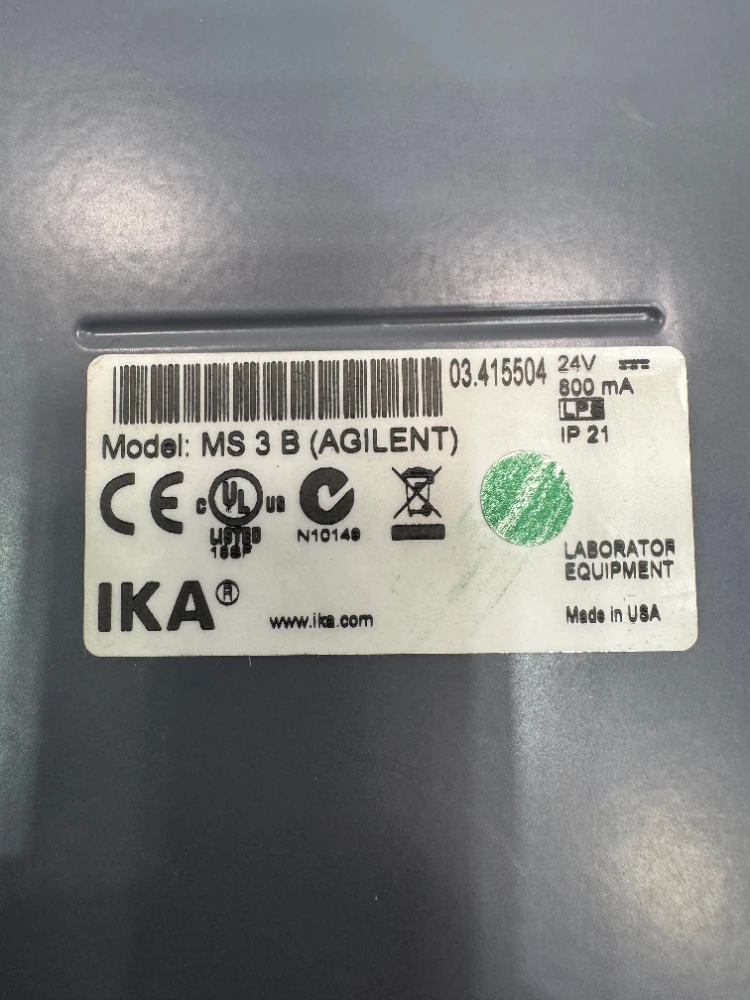 03.415504
24V
800 mA
LPS
IP 21
Model: MS 3 B (AGILENT)
CE
C UL US
LISTED
N10149
LABORATOR
EQUIPMENT
IKA®
www.ika.com
Made in USA